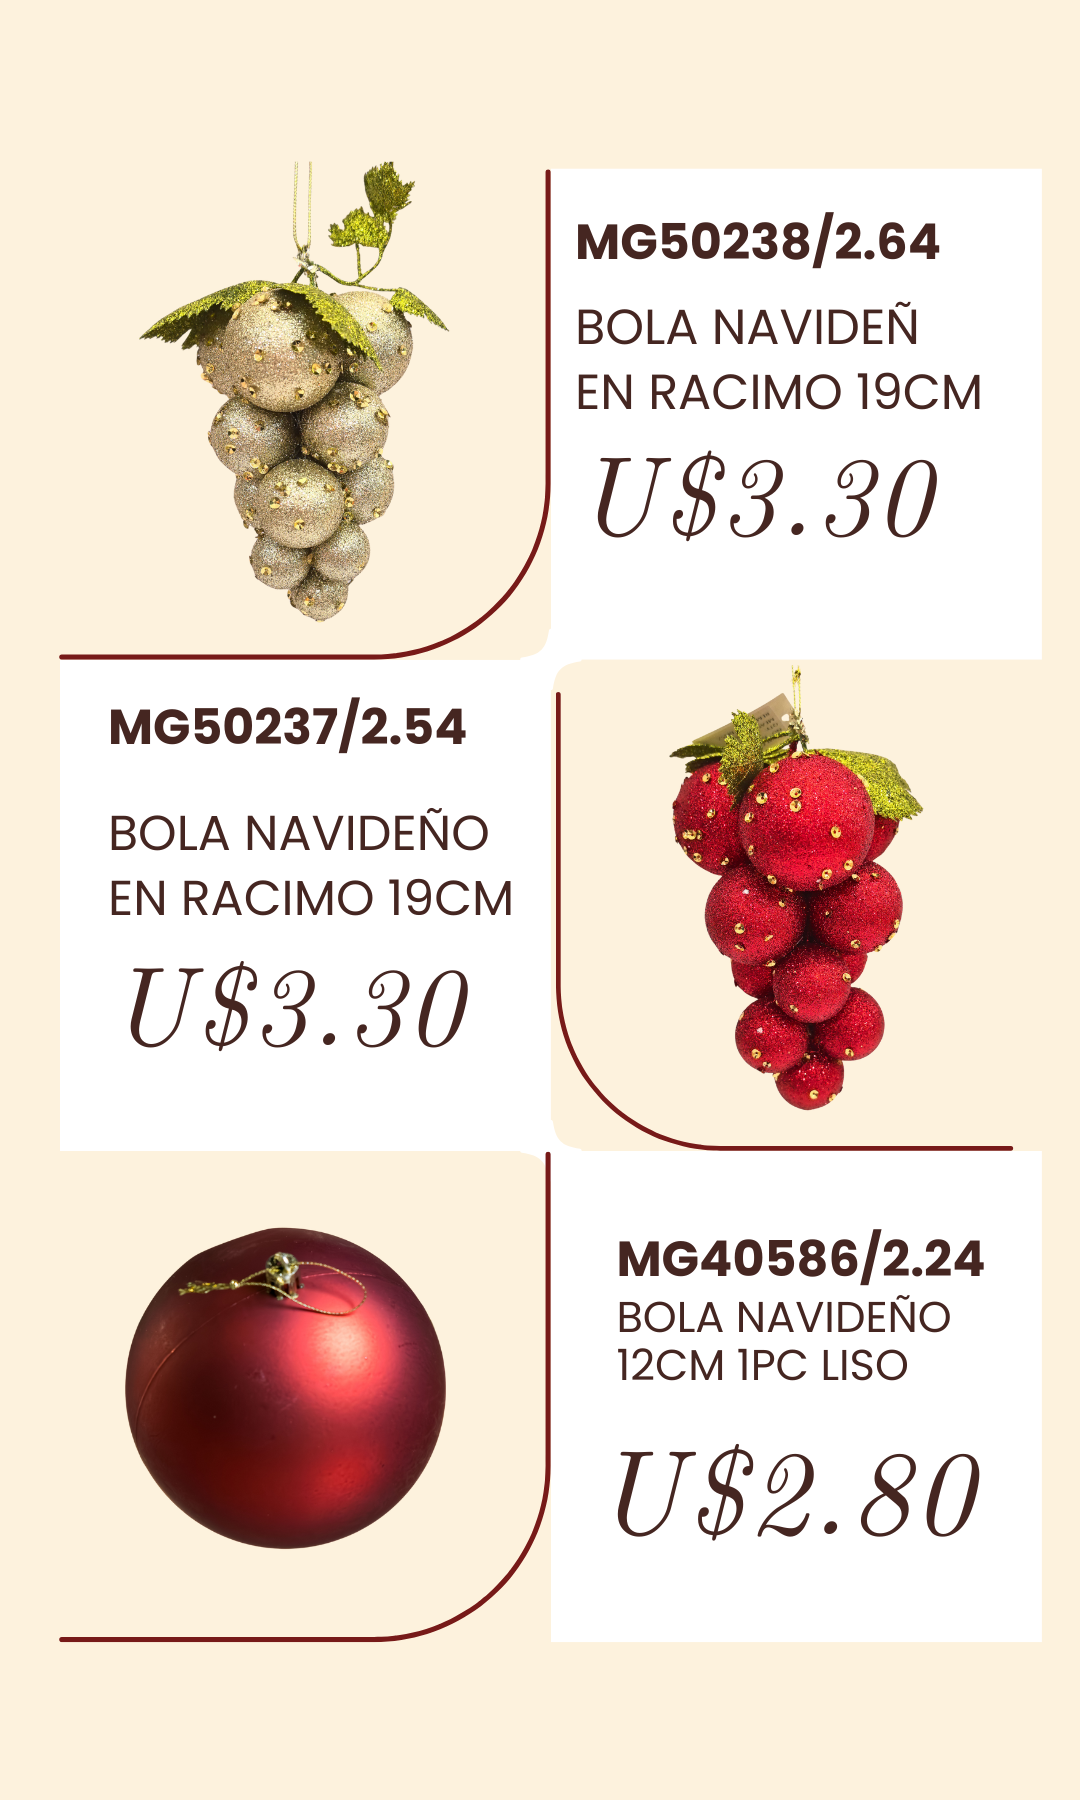 MG50238/2.64
BOLA NAVIDEÑ
EN RACIMO 19CM
U$3.30
MG50237/2.54
BOLA NAVIDEÑO
EN RACIMO 19CM
U$3.30
MG40586/2.24
BOLA NAVIDEÑO
12CM 1PC LISO
U$2.80